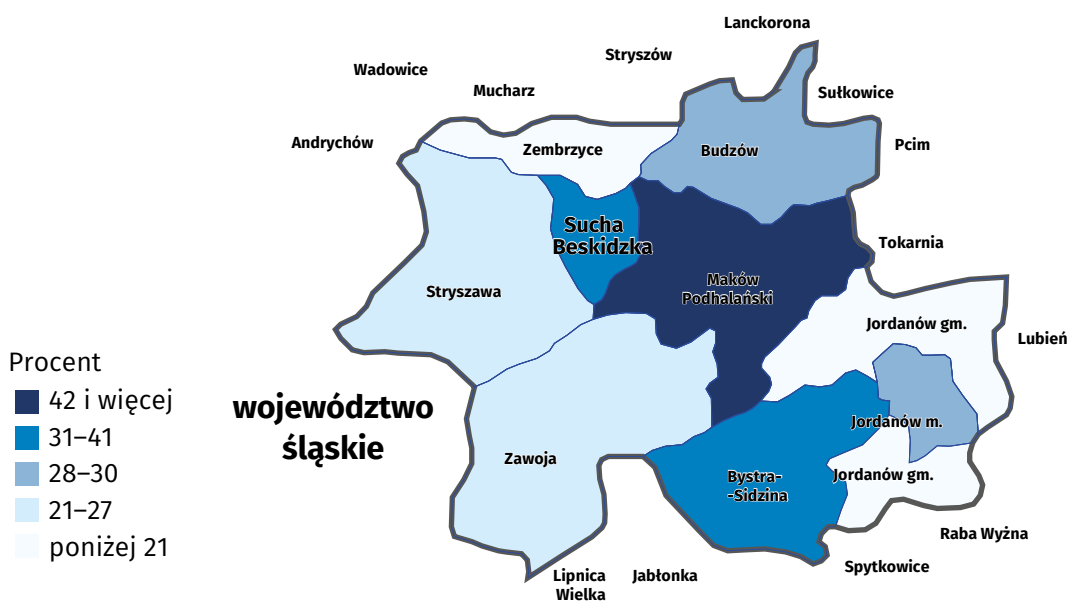 Lanckorona
Stryszów
Wadowice
Mucharz
Sułkowice
Andrychów
Zembrzyce
Budzów
Pcim
Sucha
Beskidzka
Tokarnia
Maków
Podhalański
Stryszawa
Jordanów gm.
Lubień
Procent
42 i więcej
31–41
28–30
21–27
poniżej 21
województwo
śląskie
Jordanów m.
Zawoja
Bystra-
-Sidzina
Jordanów gm.
Raba Wyżna
Spytkowice
Lipnica
Wielka
Jabłonka